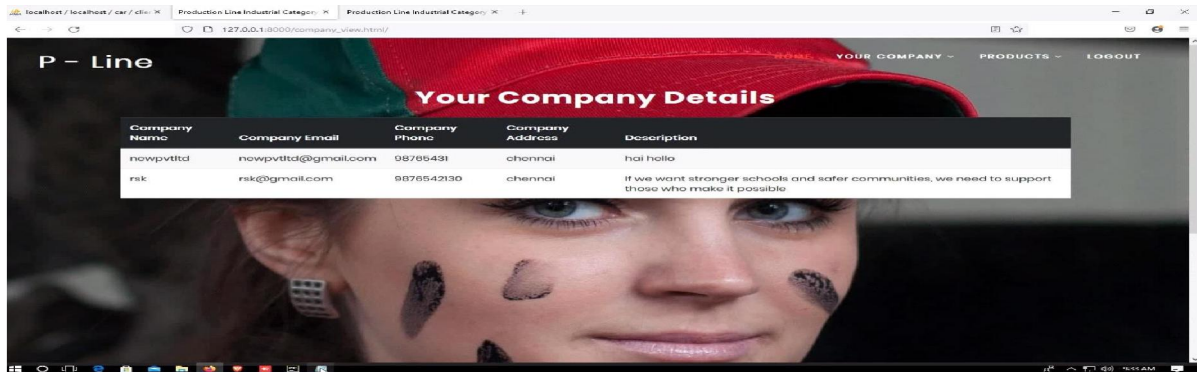 localhost / localhost / car / clie
Production Line Industrial Category
Production Line Industrial Category
127.0.0.1:8000/company_view.html/
P - Line
HOME
YOUR COMPANY
PRODUCTS
LOGOUT
Your Company Details
Company Name
Company Email
Company Phone
Company Address
Description
newpvtltd
newpvtltd@gmail.com
98765431
chennai
hai hello
rsk
rsk@gmail.com
9876542130
chennai
If we want stronger schools and safer communities, we need to support
those who make it possible